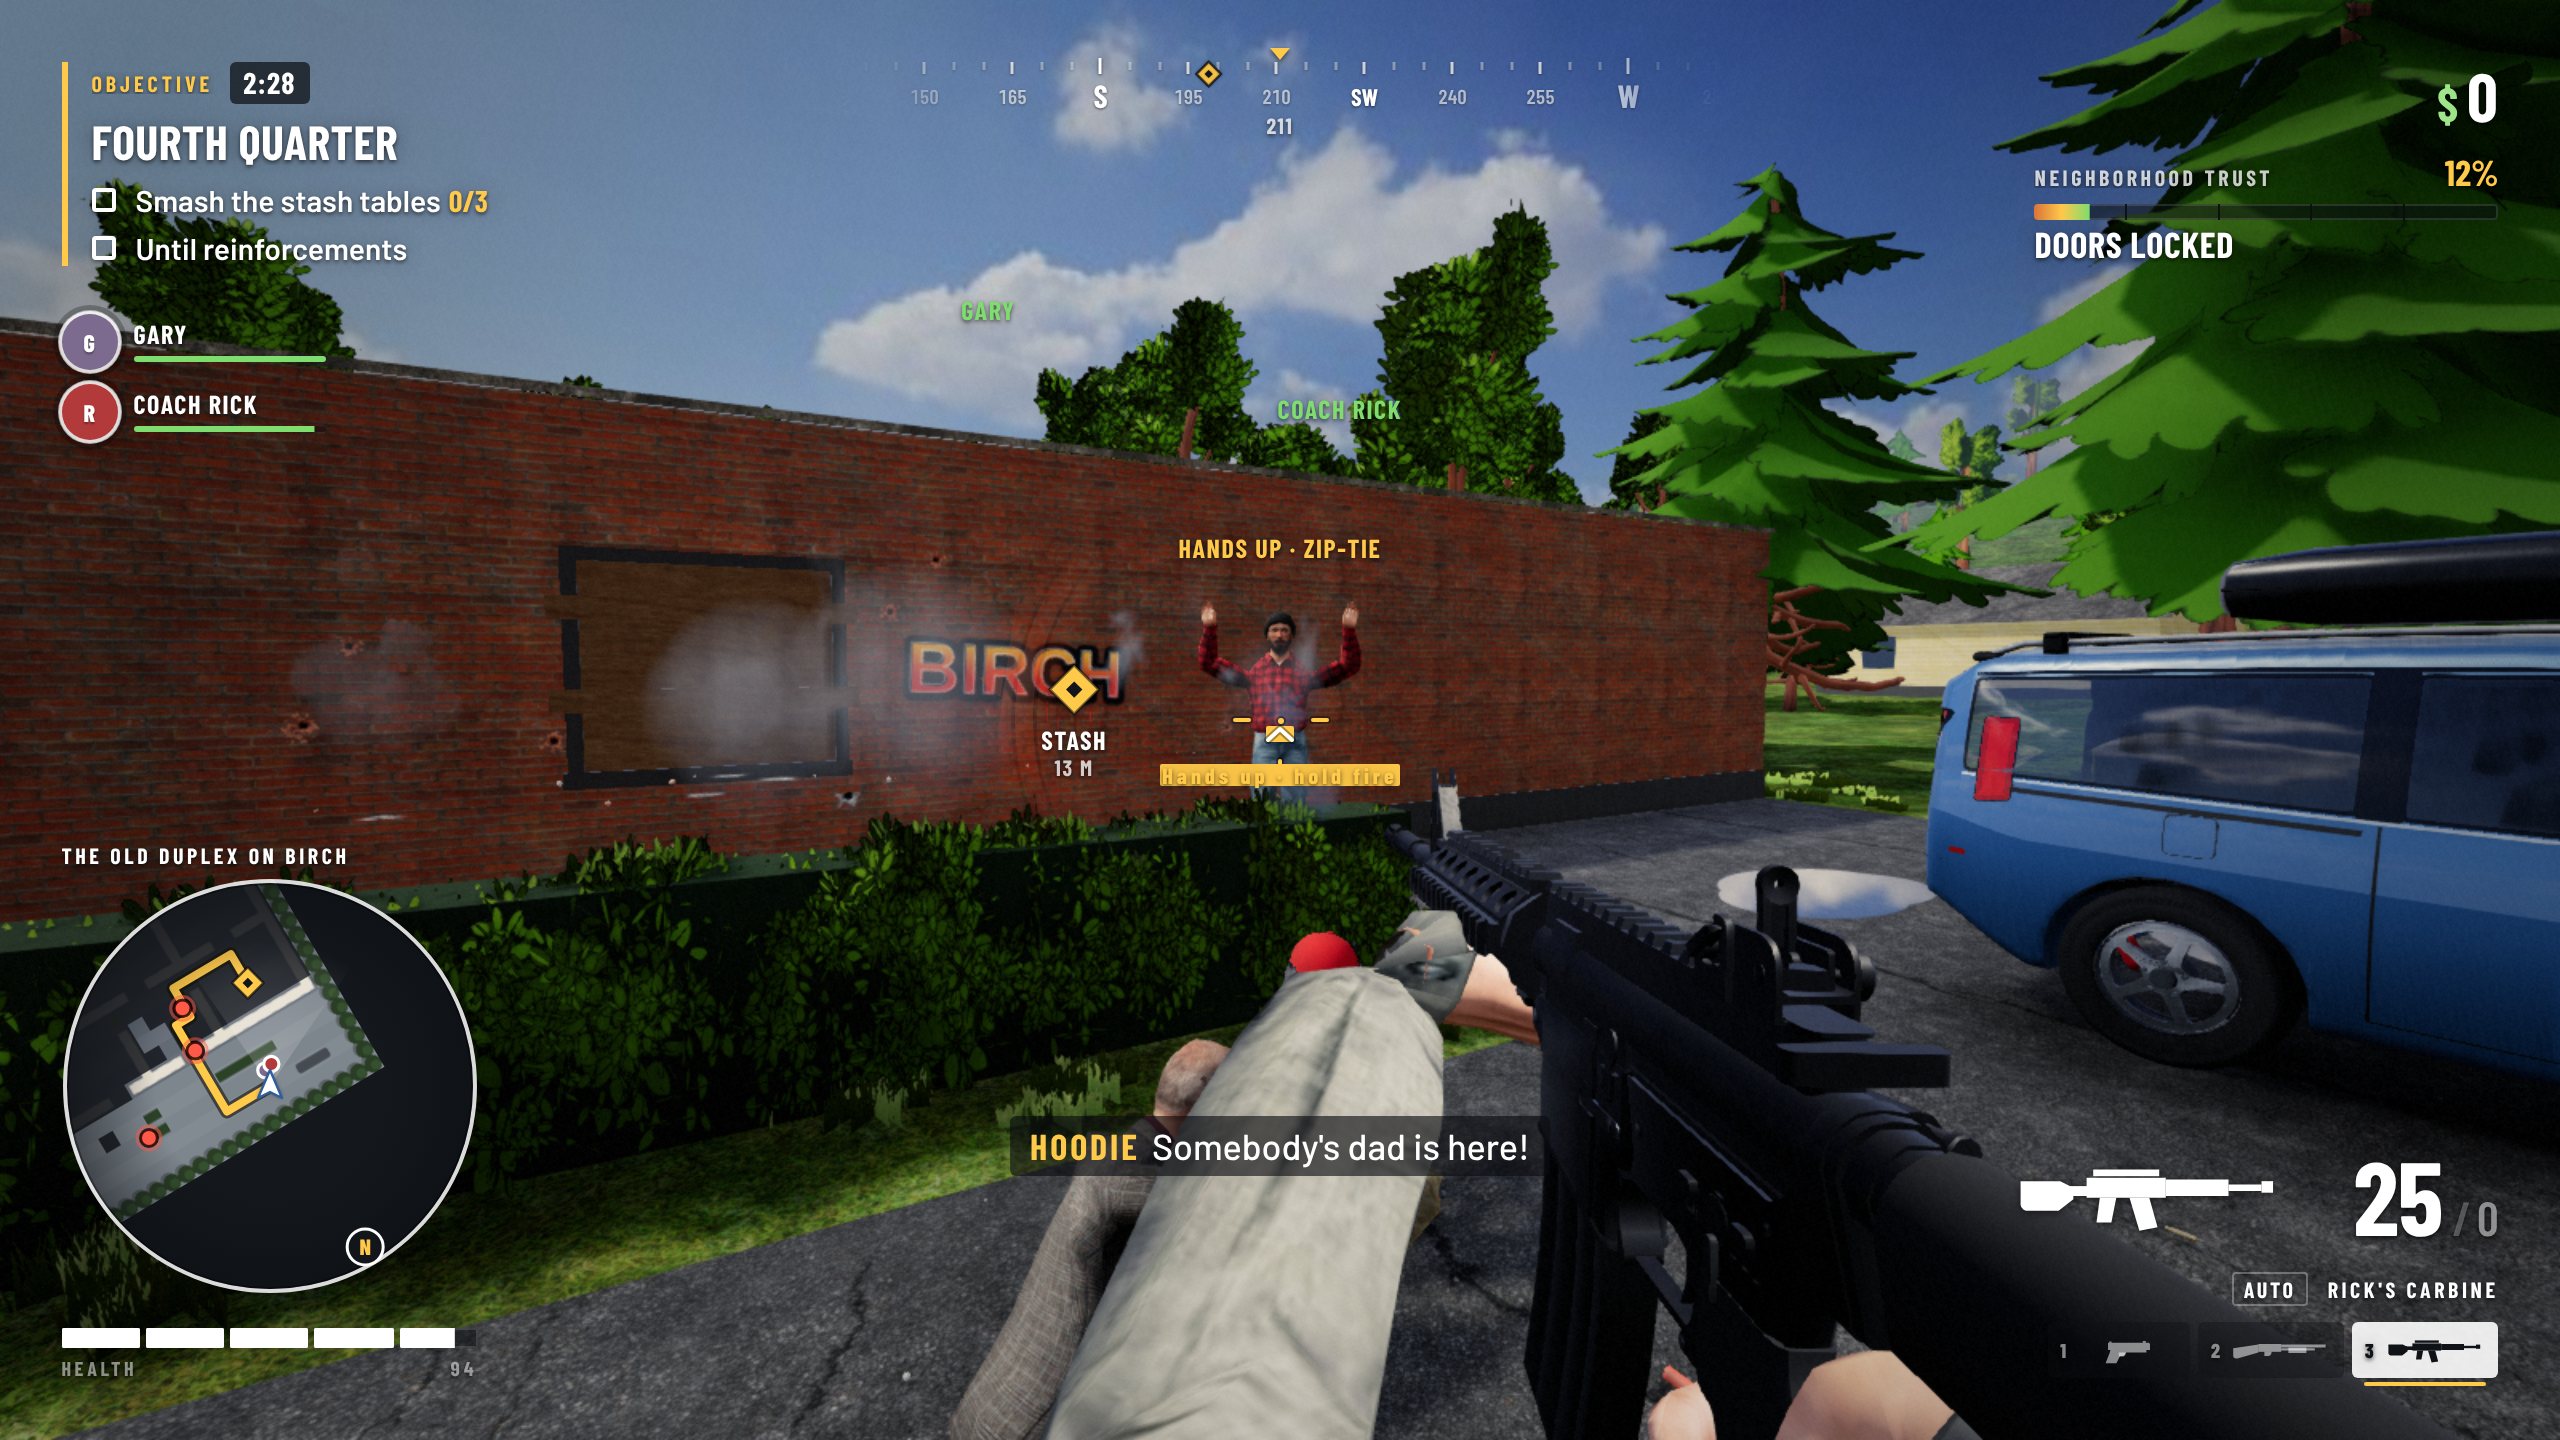 OBJECTIVE 2:28
FOURTH QUARTER
Smash the stash tables 0/3
Until reinforcements
G GARY
R COACH RICK
150 165 S 195 210 SW 240 255 W
211
$0
NEIGHBORHOOD TRUST 12%
DOORS LOCKED
GARY
COACH RICK
HANDS UP · ZIP-TIE
BIRCH
STASH
13 M
Hands up · hold fire
THE OLD DUPLEX ON BIRCH
N
HOODIE Somebody's dad is here!
HEALTH 94
25 / 0
AUTO RICK'S CARBINE
1 2 3